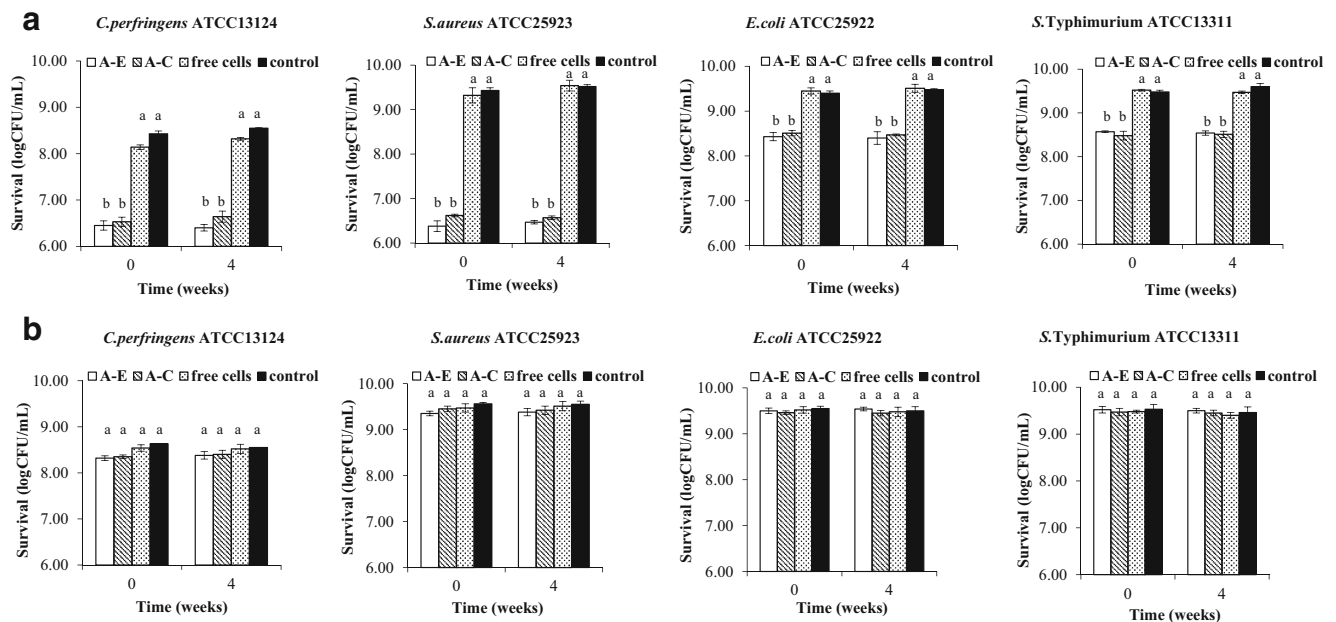 a
C.perfringens ATCC13124
A-E A-C free cells control
Survival (logCFU/mL)
10.00
9.00
8.00
7.00
6.00
a a a a
b b b b
0 4
Time (weeks)
S.aureus ATCC25923
A-E A-C free cells control
Survival (logCFU/mL)
10.00
9.00
8.00
7.00
6.00
a a a a
b b b b
0 4
Time (weeks)
E.coli ATCC25922
A-E A-C free cells control
Survival (logCFU/mL)
10.00
9.00
8.00
7.00
6.00
a a a a
b b b b
0 4
Time (weeks)
S.Typhimurium ATCC13311
A-E A-C free cells control
Survival (logCFU/mL)
10.00
9.00
8.00
7.00
6.00
a a a a
b b b b
0 4
Time (weeks)
b
C.perfringens ATCC13124
A-E A-C free cells control
Survival (logCFU/mL)
10.00
9.00
8.00
7.00
6.00
a a a a a a a a
0 4
Time (weeks)
S.aureus ATCC25923
A-E A-C free cells control
Survival (logCFU/mL)
10.00
9.00
8.00
7.00
6.00
a a a a a a a a
0 4
Time (weeks)
E.coli ATCC25922
A-E A-C free cells control
Survival (logCFU/mL)
10.00
9.00
8.00
7.00
6.00
a a a a a a a a
0 4
Time (weeks)
S.Typhimurium ATCC13311
A-E A-C free cells control
Survival (logCFU/mL)
10.00
9.00
8.00
7.00
6.00
a a a a a a a a
0 4
Time (weeks)